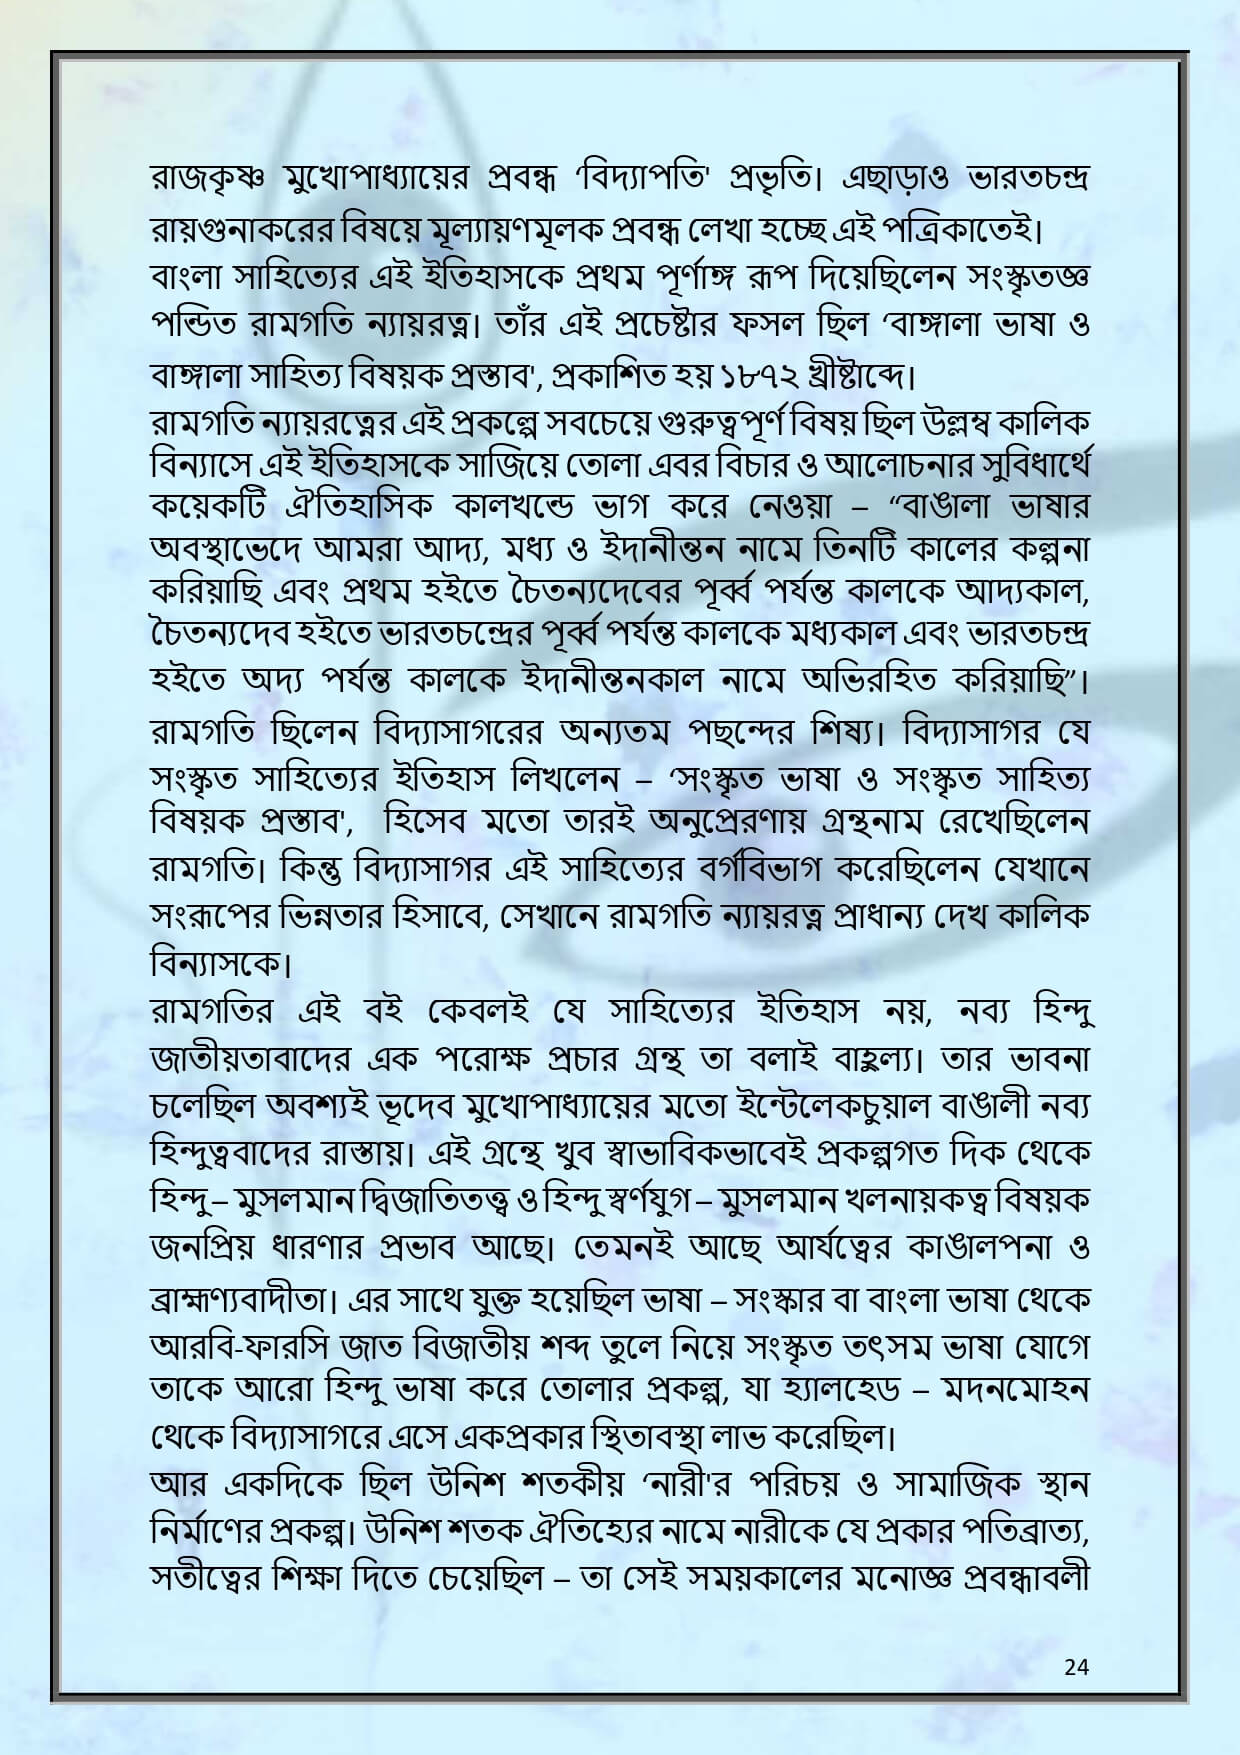 রাজকৃষ্ণ মুখোপাধ্যায়ের প্রবন্ধ ‘বিদ্যাপতি' প্রভৃতি। এছাড়াও ভারতচন্দ্র
রায়গুনাকরের বিষয়ে মূল্যায়ণমূলক প্রবন্ধ লেখা হচ্ছে এই পত্রিকাতেই।
বাংলা সাহিত্যের এই ইতিহাসকে প্রথম পূর্ণাঙ্গ রূপ দিয়েছিলেন সংস্কৃতজ্ঞ
পন্ডিত রামগতি ন্যায়রত্ন। তাঁর এই প্রচেষ্টার ফসল ছিল ‘বাঙ্গালা ভাষা ও
বাঙ্গালা সাহিত্য বিষয়ক প্রস্তাব', প্রকাশিত হয় ১৮৭২ খ্রীষ্টাব্দে।
রামগতি ন্যায়রত্নের এই প্রকল্পে সবচেয়ে গুরুত্বপূর্ণ বিষয় ছিল উল্লম্ব কালিক
বিন্যাসে এই ইতিহাসকে সাজিয়ে তোলা এবর বিচার ও আলোচনার সুবিধার্থে
কয়েকটি ঐতিহাসিক কালখন্ডে ভাগ করে নেওয়া – “বাঙালা ভাষার
অবস্থাভেদে আমরা আদ্য, মধ্য ও ইদানীন্তন নামে তিনটি কালের কল্পনা
করিয়াছি এবং প্রথম হইতে চৈতন্যদেবের পূর্ব্ব পর্যন্ত কালকে আদ্যকাল,
চৈতন্যদেব হইতে ভারতচন্দ্রের পূর্ব্ব পর্যন্ত কালকে মধ্যকাল এবং ভারতচন্দ্র
হইতে অদ্য পর্যন্ত কালকে ইদানীন্তনকাল নামে অভিরহিত করিয়াছি”।
রামগতি ছিলেন বিদ্যাসাগরের অন্যতম পছন্দের শিষ্য। বিদ্যাসাগর যে
সংস্কৃত সাহিত্যের ইতিহাস লিখলেন – ‘সংস্কৃত ভাষা ও সংস্কৃত সাহিত্য
বিষয়ক প্রস্তাব', হিসেব মতো তারই অনুপ্রেরণায় গ্রন্থনাম রেখেছিলেন
রামগতি। কিন্তু বিদ্যাসাগর এই সাহিত্যের বর্গবিভাগ করেছিলেন যেখানে
সংরূপের ভিন্নতার হিসাবে, সেখানে রামগতি ন্যায়রত্ন প্রাধান্য দেখ কালিক
বিন্যাসকে।
রামগতির এই বই কেবলই যে সাহিত্যের ইতিহাস নয়, নব্য হিন্দু
জাতীয়তাবাদের এক পরোক্ষ প্রচার গ্রন্থ তা বলাই বাহুল্য। তার ভাবনা
চলেছিল অবশ্যই ভূদেব মুখোপাধ্যায়ের মতো ইন্টেলেকচুয়াল বাঙালী নব্য
হিন্দুত্ববাদের রাস্তায়। এই গ্রন্থে খুব স্বাভাবিকভাবেই প্রকল্পগত দিক থেকে
হিন্দু – মুসলমান দ্বিজাতিতত্ত্ব ও হিন্দু স্বর্ণযুগ – মুসলমান খলনায়কত্ব বিষয়ক
জনপ্রিয় ধারণার প্রভাব আছে। তেমনই আছে আর্যত্বের কাঙালপনা ও
ব্রাহ্মণ্যবাদীতা। এর সাথে যুক্ত হয়েছিল ভাষা – সংস্কার বা বাংলা ভাষা থেকে
আরবি-ফারসি জাত বিজাতীয় শব্দ তুলে নিয়ে সংস্কৃত তৎসম ভাষা যোগে
তাকে আরো হিন্দু ভাষা করে তোলার প্রকল্প, যা হ্যালহেড – মদনমোহন
থেকে বিদ্যাসাগরে এসে একপ্রকার স্থিতাবস্থা লাভ করেছিল।
আর একদিকে ছিল উনিশ শতকীয় ‘নারী'র পরিচয় ও সামাজিক স্থান
নির্মাণের প্রকল্প। উনিশ শতক ঐতিহ্যের নামে নারীকে যে প্রকার পতিব্রাত্য,
সতীত্বের শিক্ষা দিতে চেয়েছিল – তা সেই সময়কালের মনোজ্ঞ প্রবন্ধাবলী
24